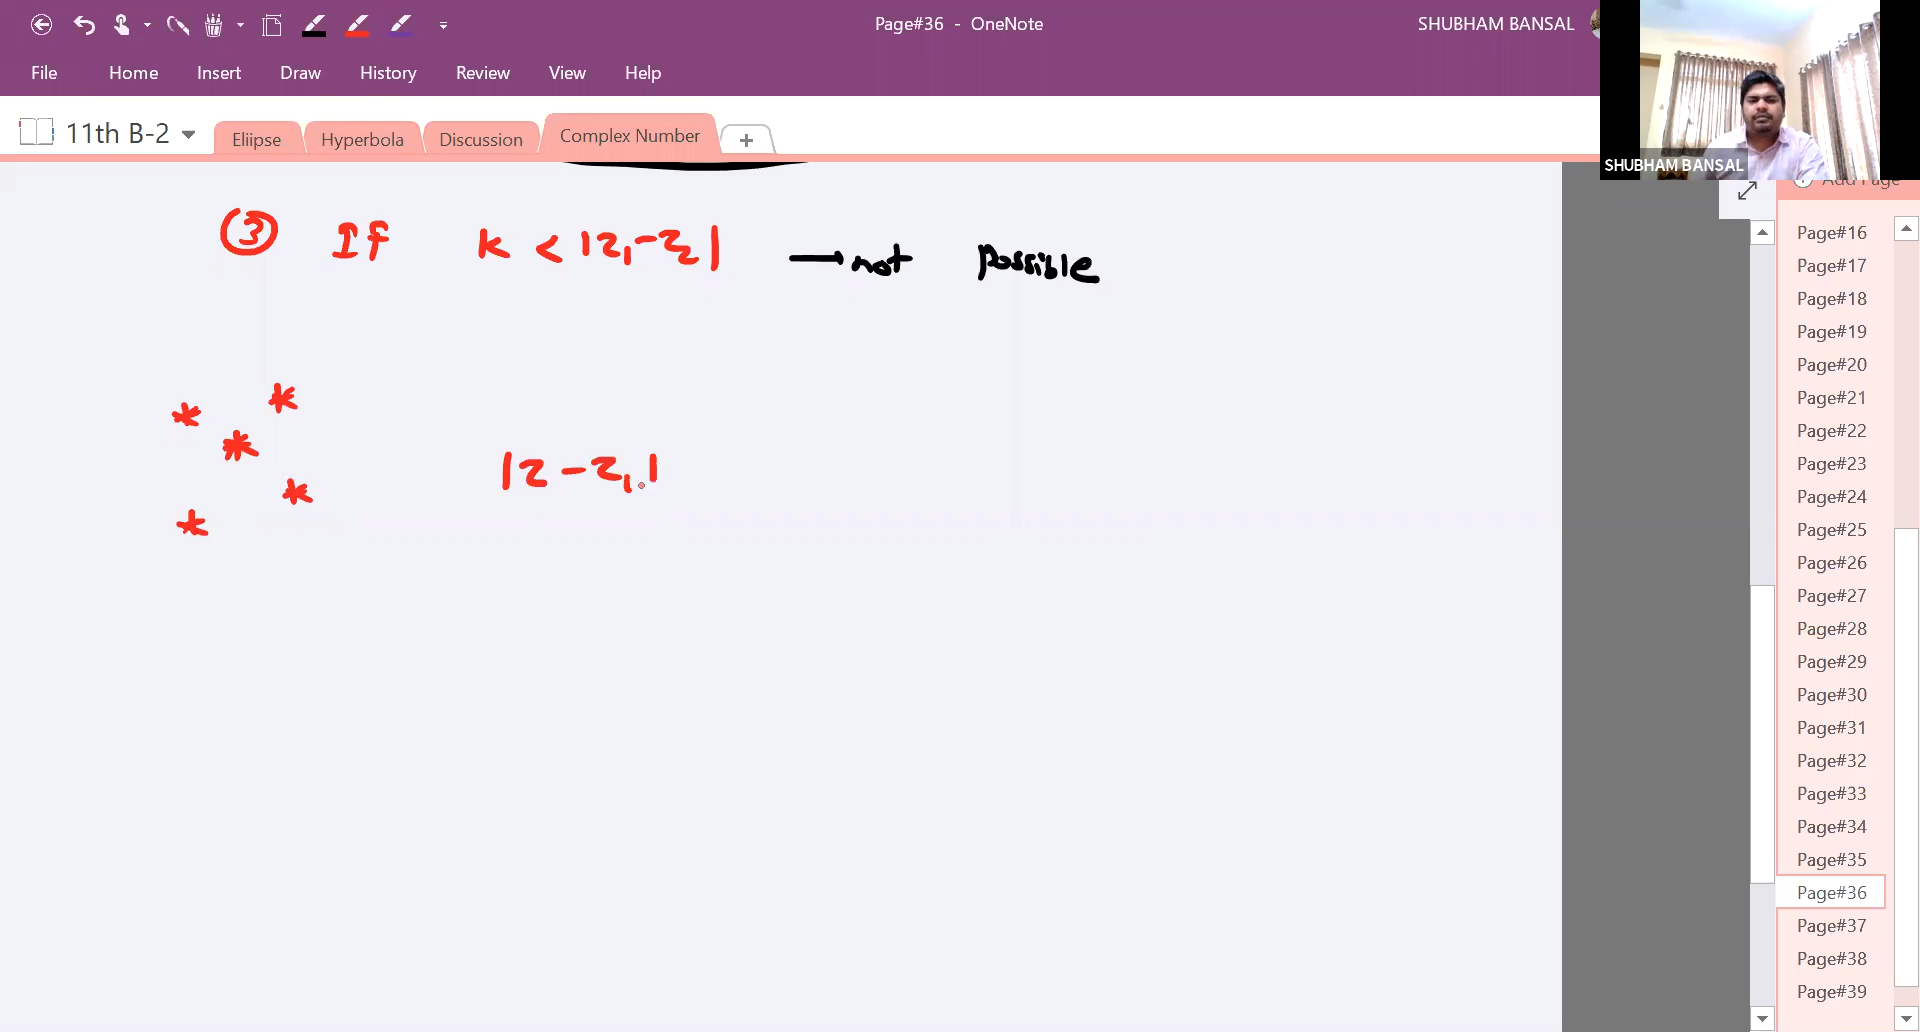 Page#36 - OneNote
SHUBHAM BANSAL
File Home Insert Draw History Review View Help
11th B-2
Eliipse
Hyperbola
Discussion
Complex Number
SHUBHAM BANSAL
Add Page
③ If k < |z₁-z₂| → not possible
|z-z₁|
Page#16
Page#17
Page#18
Page#19
Page#20
Page#21
Page#22
Page#23
Page#24
Page#25
Page#26
Page#27
Page#28
Page#29
Page#30
Page#31
Page#32
Page#33
Page#34
Page#35
Page#36
Page#37
Page#38
Page#39